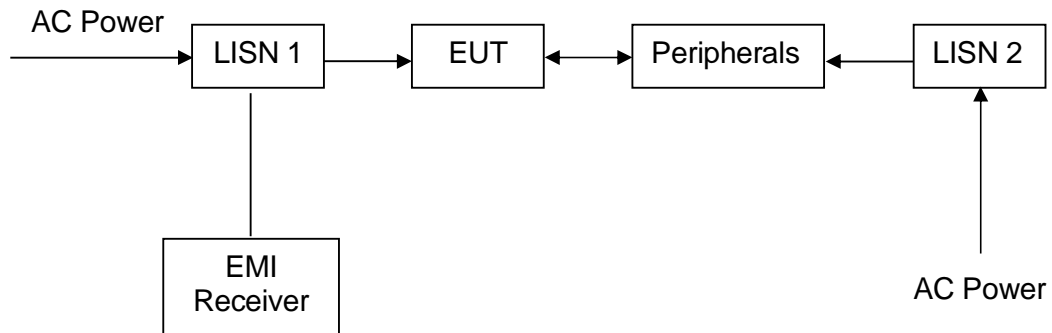 AC Power
LISN 1
EUT
Peripherals
LISN 2
EMI
Receiver
AC Power